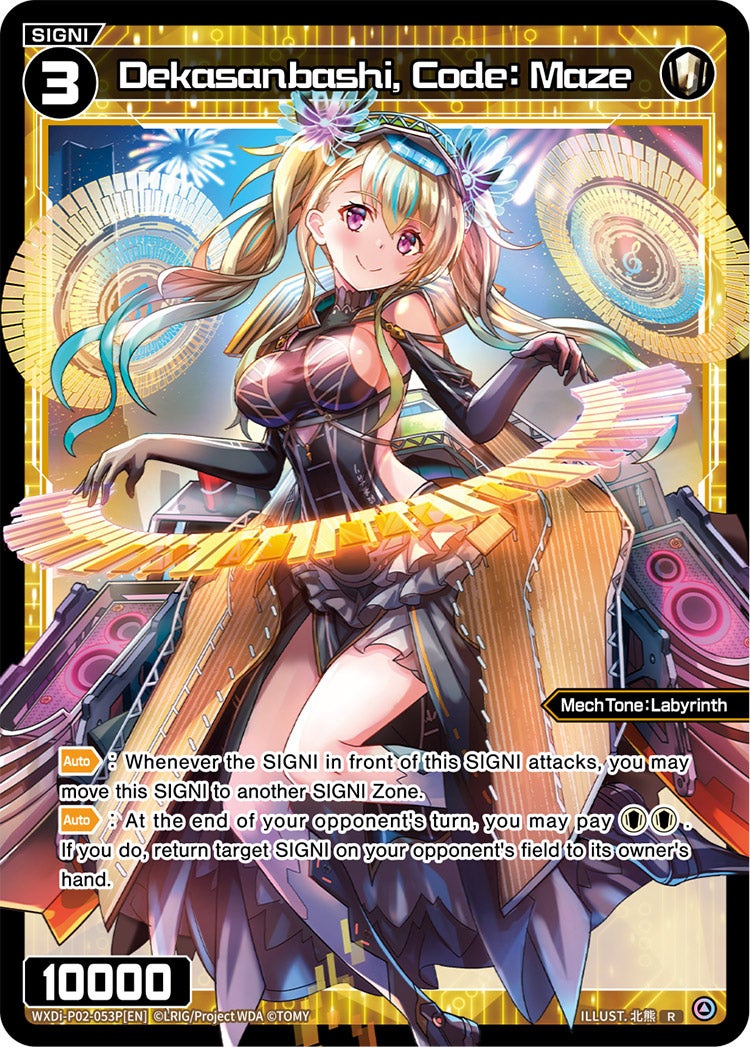 SIGNI
3 Dekasanbashi, Code: Maze
MechTone:Labyrinth
Auto : Whenever the SIGNI in front of this SIGNI attacks, you may
move this SIGNI to another SIGNI Zone.
Auto : At the end of your opponent's turn, you may pay .
If you do, return target SIGNI on your opponent's field to its owner's
hand.
10000
WXDi-P02-053P[EN] ©LRIG/Project WDA ©TOMY ILLUST. 北熊 R